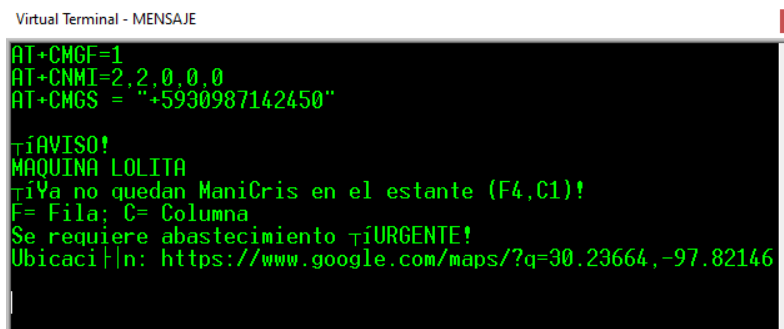 Virtual Terminal - MENSAJE
AT+CMGF=1
AT+CNMI=2,2,0,0,0
AT+CMGS = "+5930987142450"
┬íAVISO!
MAQUINA LOLITA
┬íYa no quedan ManiCris en el estante (F4,C1)!
F= Fila; C= Columna
Se requiere abastecimiento ┬íURGENTE!
Ubicaci├│n: https://www.google.com/maps/?q=30.23664,-97.82146